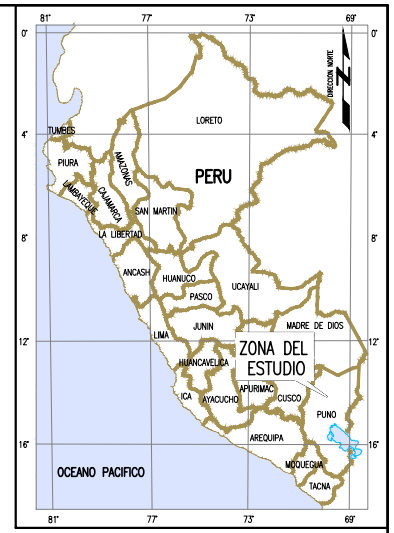 81° 77° 73° 69°
0° 0°
DIRECCIÓN NORTE
N
LORETO
TUMBES
4° 4°
PIURA
AMAZONAS
PERU
LAMBAYEQUE
CAJAMARCA
SAN MARTIN
LA LIBERTAD
8° 8°
ANCASH
HUANUCO
UCAYALI
PASCO
JUNIN
MADRE DE DIOS
LIMA
12° 12°
ZONA DEL
ESTUDIO
HUANCAVELICA
APURIMAC
ICA
AYACUCHO
CUSCO
PUNO
AREQUIPA
16° 16°
MOQUEGUA
OCEANO PACIFICO
TACNA
81° 77° 73° 69°